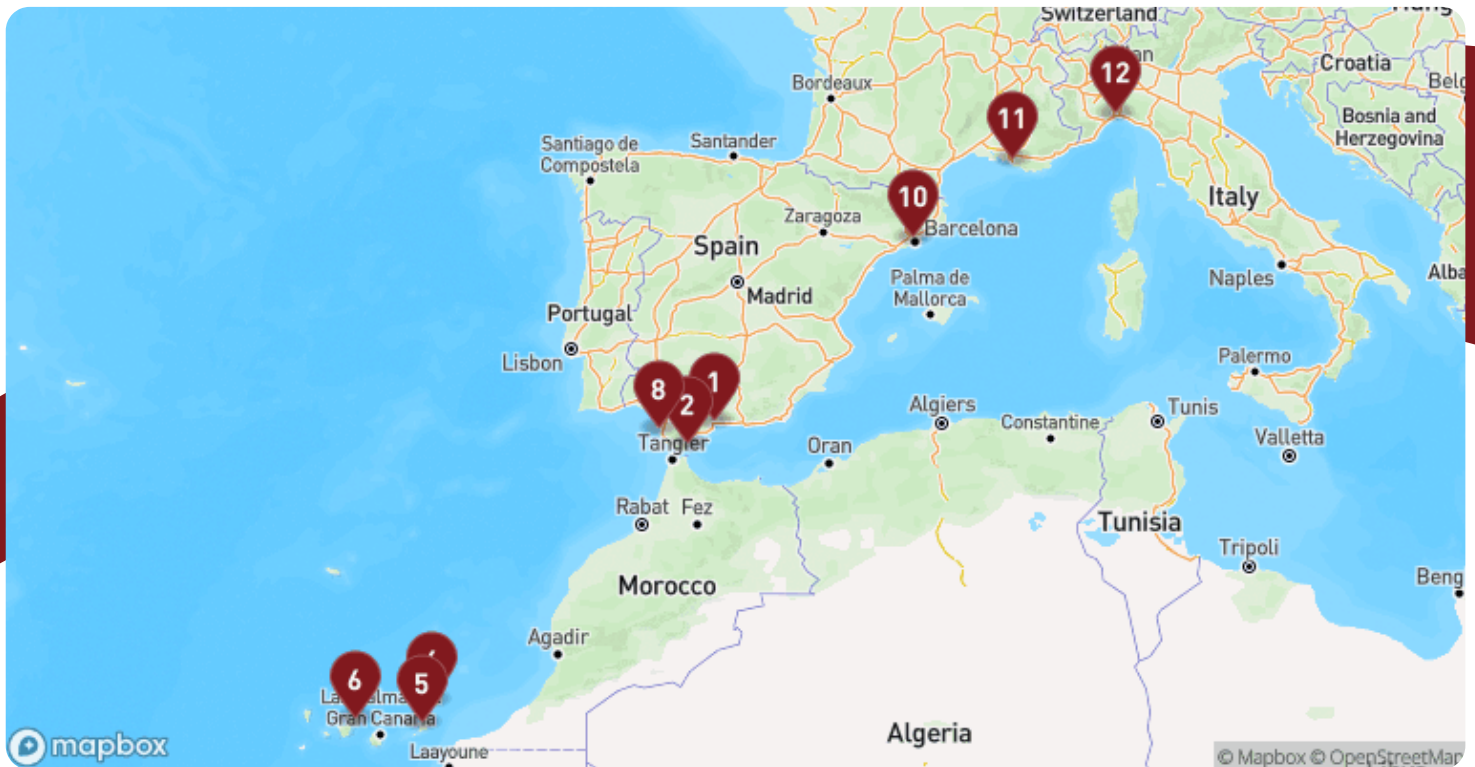 Switzerland
Croatia
Bordeaux
12
Bosnia and
Herzegovina
11
Santiago de
Compostela
Santander
Italy
10
Zaragoza
Barcelona
Spain
Naples
Palma de
Mallorca
Madrid
Portugal
Lisbon
Palermo
8
2
1
Algiers
Constantine
Tunis
Tangier
Oran
Valletta
Rabat
Fez
Tunisia
Tripoli
Morocco
Agadir
6
5
Gran Canaria
Algeria
mapbox
Laayoune
© Mapbox © OpenStreetMap